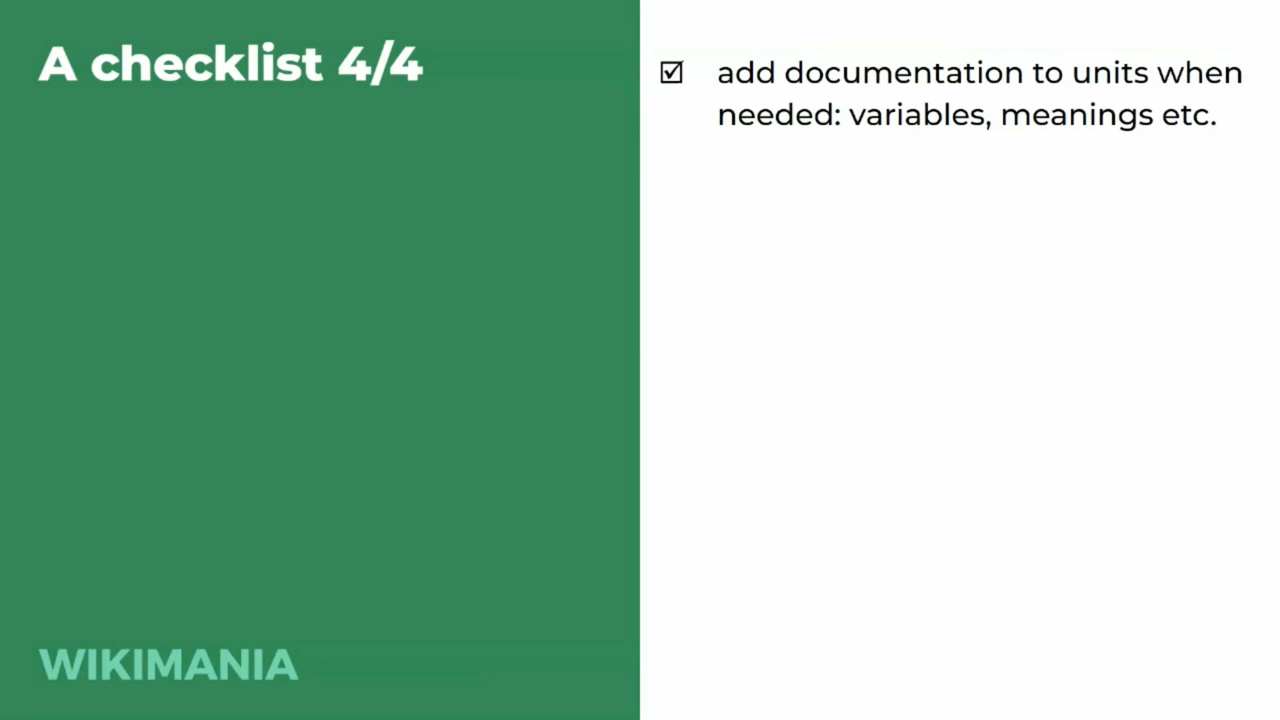 A checklist 4/4
☑ add documentation to units when
needed: variables, meanings etc.
WIKIMANIA